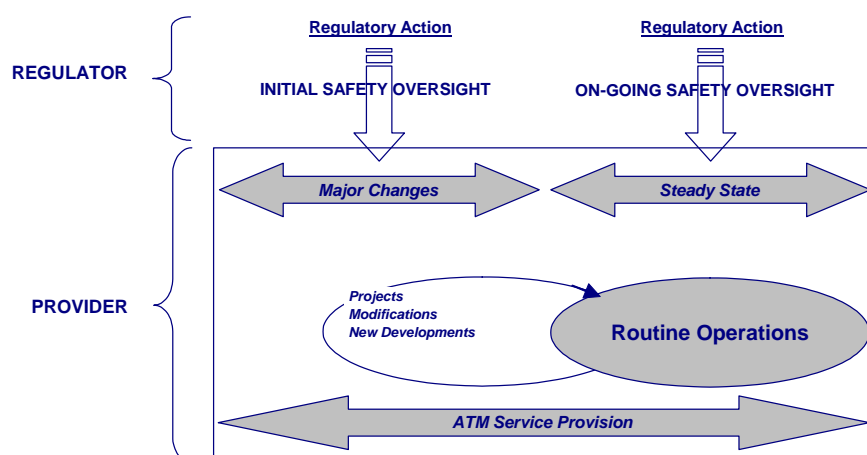 Regulatory Action
Regulatory Action
REGULATOR
INITIAL SAFETY OVERSIGHT
ON-GOING SAFETY OVERSIGHT
Major Changes
Steady State
PROVIDER
Projects
Modifications
New Developments
Routine Operations
ATM Service Provision